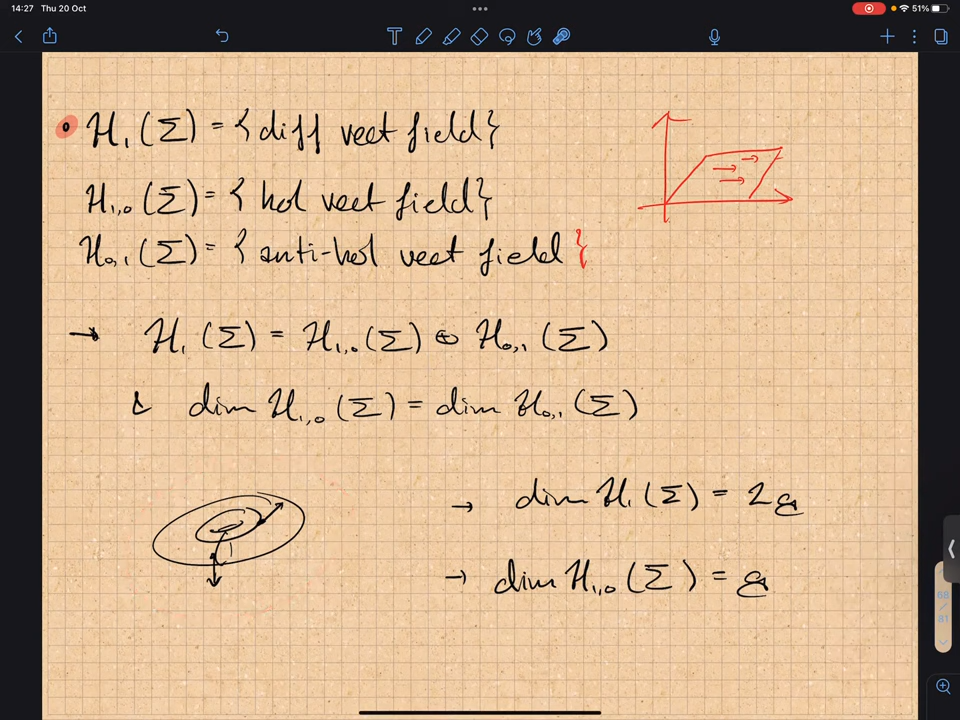 14:27 Thu 20 Oct
51%
H₁(Σ) = { diff vect field}
H₁,₀(Σ) = { hol vect field}
H₀,₁(Σ) = { anti-hol vect field }
→ H₁(Σ) = H₁,₀(Σ) ⊕ H₀,₁(Σ)
& dim H₁,₀(Σ) = dim H₀,₁(Σ)
→ dim H₁(Σ) = 2g
→ dim H₁,₀(Σ) = g
68 / 81